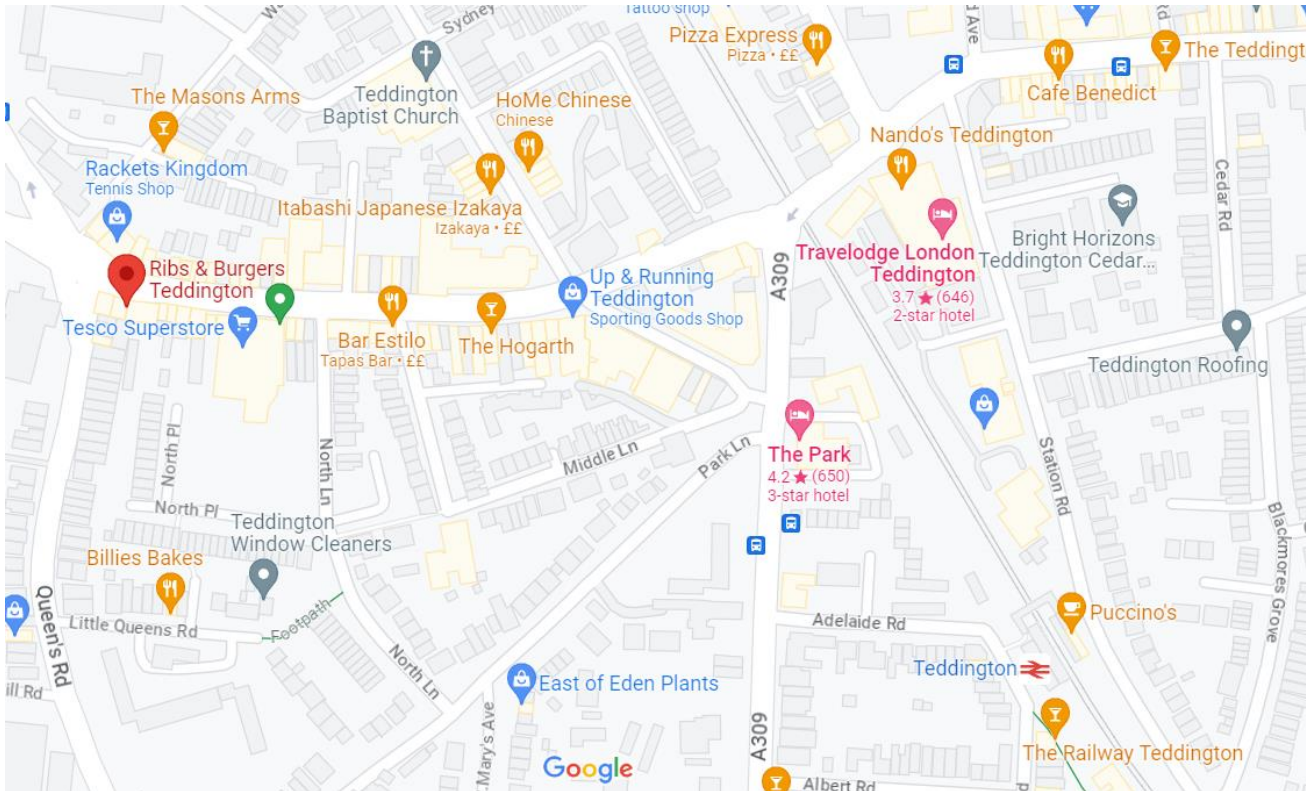 Sydney
Tattoo shop
d Ave
Rd
Pizza Express
Pizza • ££
The Teddingt
Teddington
Baptist Church
HoMe Chinese
Chinese
Cafe Benedict
The Masons Arms
Nando's Teddington
Rackets Kingdom
Tennis Shop
Cedar Rd
Itabashi Japanese Izakaya
Izakaya • ££
Bright Horizons
Teddington Cedar...
Travelodge London
Teddington
3.7 ★ (646)
2-star hotel
A309
Ribs & Burgers
Teddington
Up & Running
Teddington
Sporting Goods Shop
Tesco Superstore
Bar Estilo
Tapas Bar • ££
The Hogarth
Teddington Roofing
North Pl
North Ln
Middle Ln
Park Ln
The Park
4.2 ★ (650)
3-star hotel
Station Rd
North Pl
Teddington
Window Cleaners
Billies Bakes
Blackmores Grove
Queen's Rd
Little Queens Rd
Footpath
Adelaide Rd
Puccino's
North Ln
Teddington
ill Rd
East of Eden Plants
-Mary's Ave
A309
The Railway Teddington
Google
Albert Rd